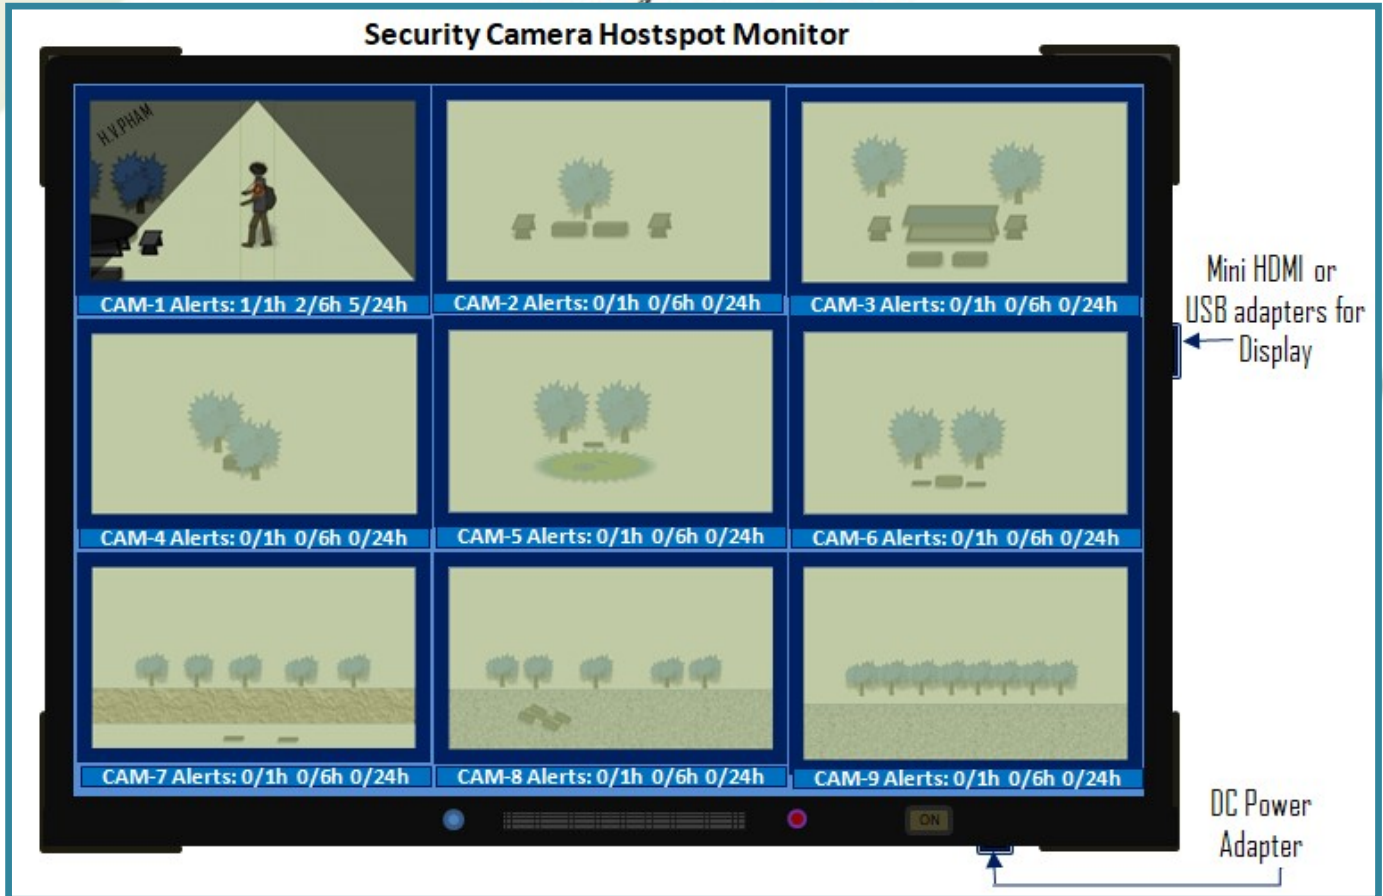 Security Camera Hostspot Monitor
H.V.PHAM
CAM-1 Alerts: 1/1h 2/6h 5/24h
CAM-2 Alerts: 0/1h 0/6h 0/24h
CAM-3 Alerts: 0/1h 0/6h 0/24h
Mini HDMI or
USB adapters for
Display
CAM-4 Alerts: 0/1h 0/6h 0/24h
CAM-5 Alerts: 0/1h 0/6h 0/24h
CAM-6 Alerts: 0/1h 0/6h 0/24h
CAM-7 Alerts: 0/1h 0/6h 0/24h
CAM-8 Alerts: 0/1h 0/6h 0/24h
CAM-9 Alerts: 0/1h 0/6h 0/24h
ON
DC Power
Adapter